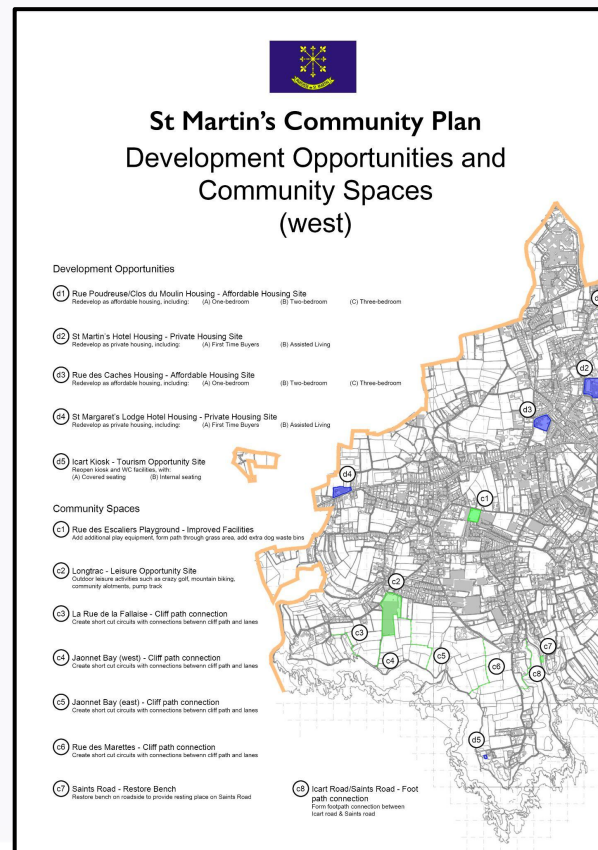 St Martin's Community Plan
Development Opportunities and
Community Spaces
(west)
Development Opportunities
d1 Rue Poudreuse/Clos du Moulin Housing - Affordable Housing Site
Redevelop as affordable housing, including: (A) One-bedroom (B) Two-bedroom (C) Three-bedroom
d2 St Martin's Hotel Housing - Private Housing Site
Redevelop as private housing, including: (A) First Time Buyers (B) Assisted Living
d3 Rue des Caches Housing - Affordable Housing Site
Redevelop as affordable housing, including: (A) One-bedroom (B) Two-bedroom (C) Three-bedroom
d4 St Margaret's Lodge Hotel Housing - Private Housing Site
Redevelop as private housing, including: (A) First Time Buyers (B) Assisted Living
d5 Icart Kiosk - Tourism Opportunity Site
Reopen kiosk and WC facilities, with:
(A) Covered seating (B) Internal seating
Community Spaces
c1 Rue des Escaliers Playground - Improved Facilities
Add additional play equipment, form path through grass area, add extra dog waste bins
c2 Longtrac - Leisure Opportunity Site
Outdoor leisure activities such as crazy golf, mountain biking,
community alotments, pump track
c3 La Rue de la Fallaise - Cliff path connection
Create short cut circuits with connections betwenn cliff path and lanes
c4 Jaonnet Bay (west) - Cliff path connection
Create short cut circuits with connections betwenn cliff path and lanes
c5 Jaonnet Bay (east) - Cliff path connection
Create short cut circuits with connections betwenn cliff path and lanes
c6 Rue des Marettes - Cliff path connection
Create short cut circuits with connections betwenn cliff path and lanes
c7 Saints Road - Restore Bench
Restore bench on roadside to provide resting place on Saints Road
c8 Icart Road/Saints Road - Foot
path connection
Form footpath connection between
Icart road & Saints road
d2
d3
d4
c1
c2
c3
c4
c5
c6
c7
c8
d5